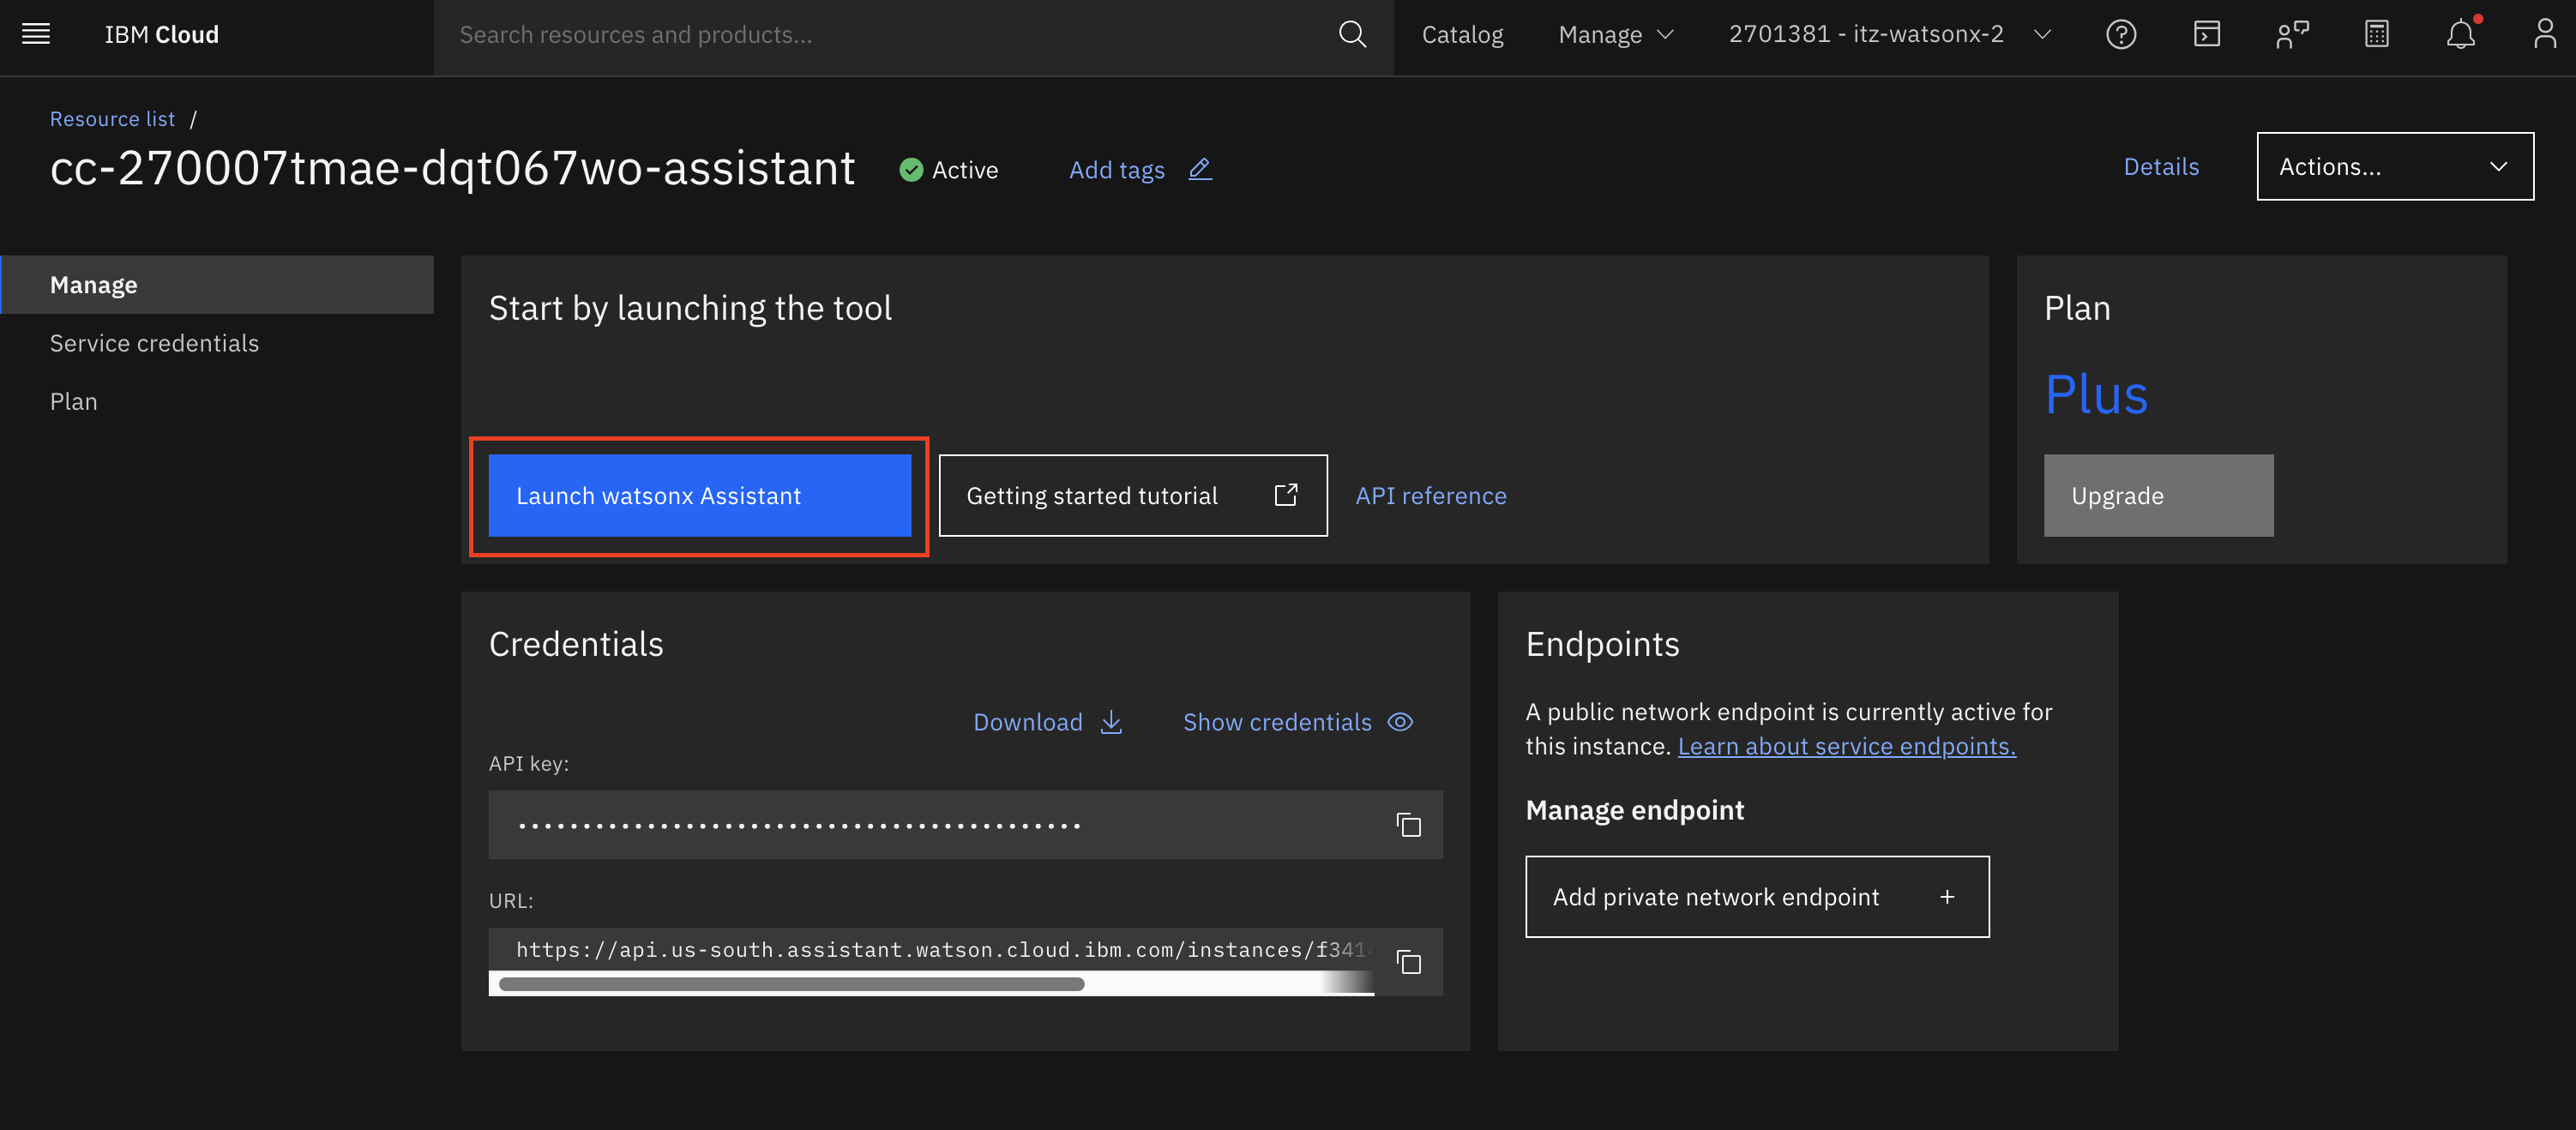 IBM Cloud
Search resources and products...
Catalog
Manage
2701381 - itz-watsonx-2
Resource list /
cc-270007tmae-dqt067wo-assistant
Active
Add tags
Details
Actions...
Manage
Service credentials
Plan
Start by launching the tool
Launch watsonx Assistant
Getting started tutorial
API reference
Plan
Plus
Upgrade
Credentials
Download
Show credentials
API key:
••••••••••••••••••••••••••••••••••••••••••••
URL:
https://api.us-south.assistant.watson.cloud.ibm.com/instances/f341
Endpoints
A public network endpoint is currently active for
this instance. Learn about service endpoints.
Manage endpoint
Add private network endpoint +